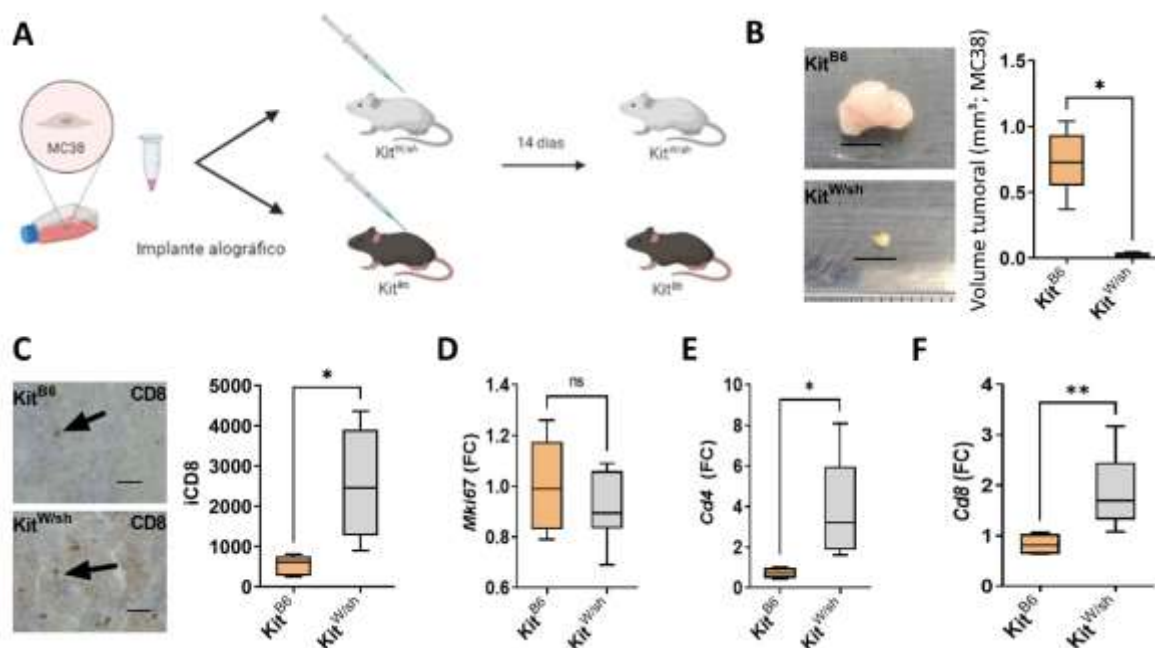 A
MC38
Implante alográfico
Kit
Kit
14 dias
Kit
Kit
B
Kit^B6
Kit^W/sh
Volume tumoral (mm³; MC38)
1.5
1.0
0.5
0.0
*
Kit^B6
Kit^W/sh
C
Kit^B6 CD8
Kit^W/sh CD8
iCD8
5000
4000
3000
2000
1000
0
*
Kit^B6
Kit^W/sh
D
Mki67 (FC)
1.4
1.2
1.0
0.8
0.6
ns
Kit^B6
Kit^W/sh
E
Cd4 (FC)
10
8
6
4
2
0
*
Kit^B6
Kit^W/sh
F
Cd8 (FC)
4
3
2
1
0
**
Kit^B6
Kit^W/sh